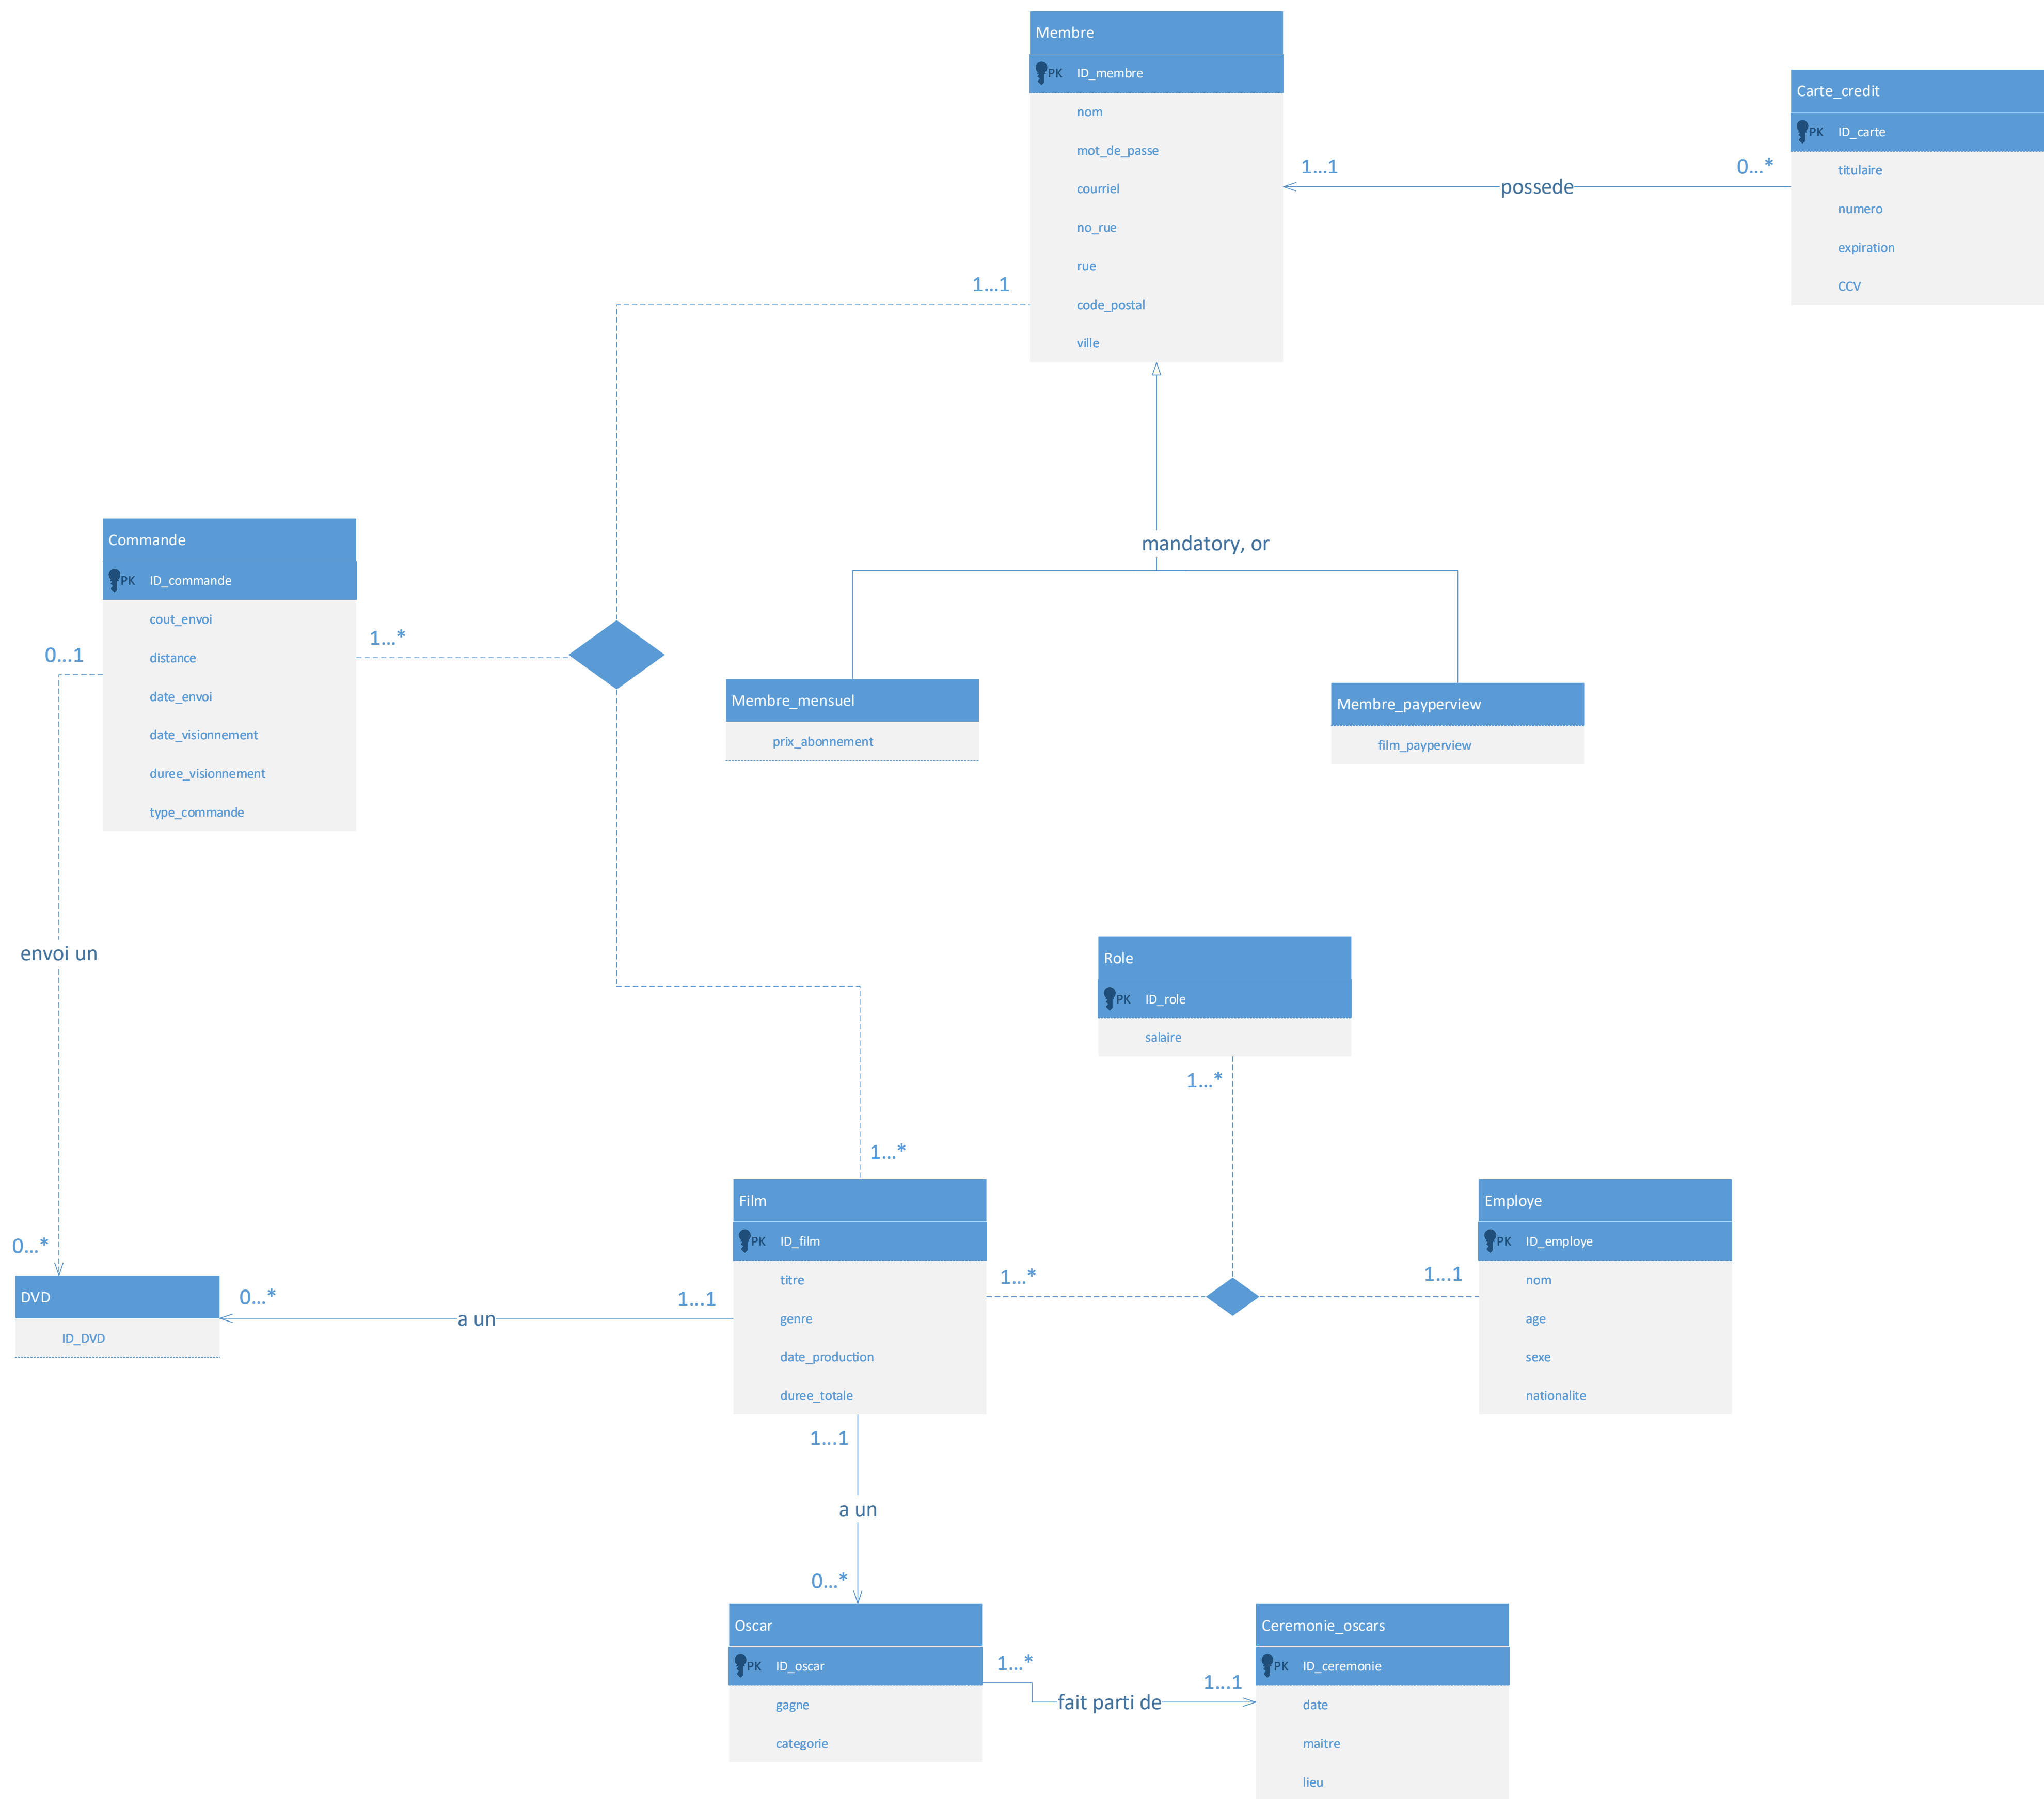 Membre
PK ID_membre
nom
mot_de_passe
courriel
no_rue
rue
code_postal
ville
Carte_credit
PK ID_carte
titulaire
numero
expiration
CCV
1...1
possede
0...*
1...1
mandatory, or
Commande
PK ID_commande
cout_envoi
distance
date_envoi
date_visionnement
duree_visionnement
type_commande
1...*
0...1
Membre_mensuel
prix_abonnement
Membre_payperview
film_payperview
envoi un
Role
PK ID_role
salaire
1...*
1...*
Film
PK ID_film
titre
genre
date_production
duree_totale
Employe
PK ID_employe
nom
age
sexe
nationalite
1...*
1...1
0...*
DVD
ID_DVD
0...*
a un
1...1
1...1
a un
0...*
Oscar
PK ID_oscar
gagne
categorie
1...*
fait parti de
1...1
Ceremonie_oscars
PK ID_ceremonie
date
maitre
lieu